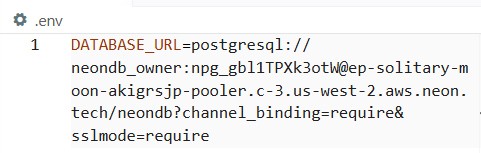 .env
1 DATABASE_URL=postgresql://
neondb_owner:npg_gbl1TPXk3otW@ep-solitary-m
oon-akigrsjp-pooler.c-3.us-west-2.aws.neon.
tech/neondb?channel_binding=require&
sslmode=require